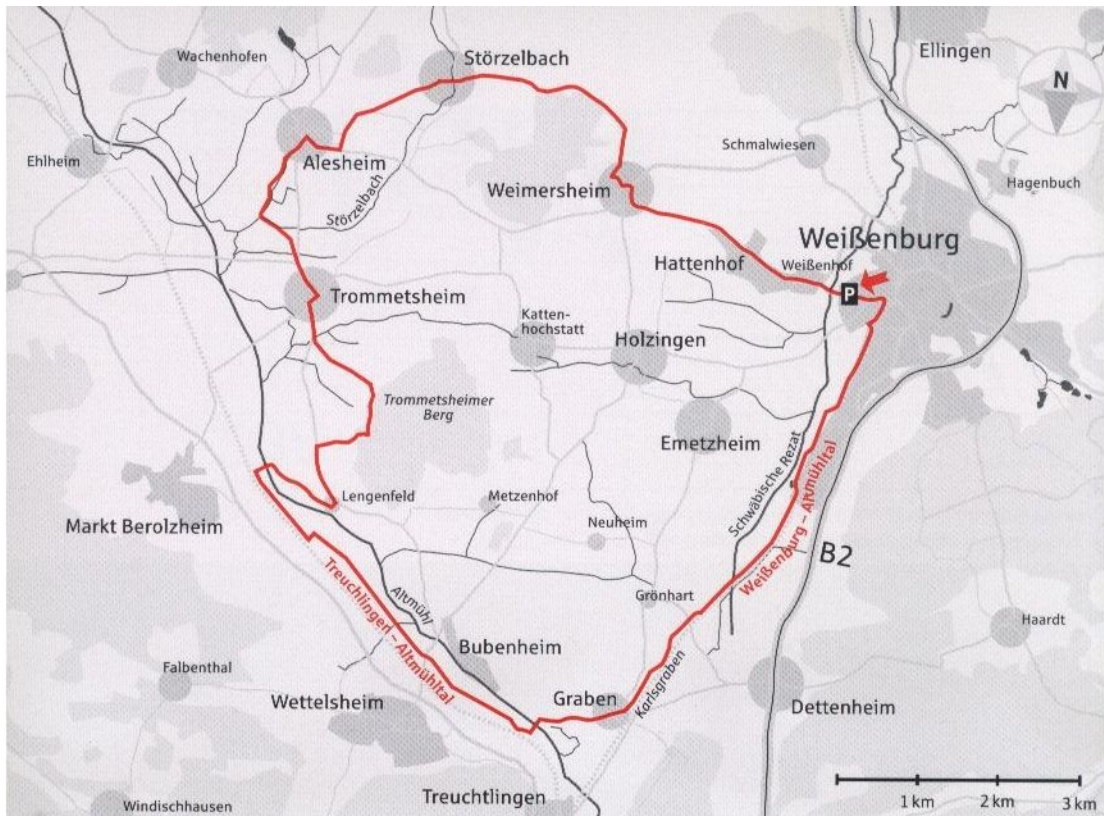 Störzelbach
Ellingen
Wachenhofen
N
Ehlheim
Alesheim
Schmalwiesen
Hagenbuch
Störzelbach
Weimersheim
Weißenburg
Hattenhof
Weißenhof
P
Trommetsheim
Katten-
hochstatt
Holzingen
Trommetsheimer
Berg
Emetzheim
Schwäbische Rezat
Weißenburg – Altmühltal
Lengenfeld
Metzenhof
Markt Berolzheim
Neuheim
B2
Treuchlingen – Altmühltal
Altmühl
Grönhart
Haardt
Bubenheim
Falbenthal
Karlsgraben
Wettelsheim
Graben
Dettenheim
Treuchtlingen
Windischhausen
1 km
2 km
3 km